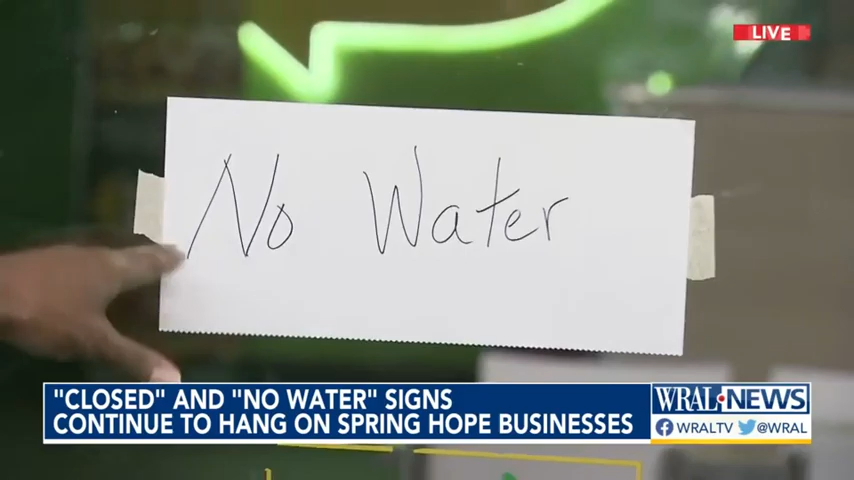 LIVE
No Water
"CLOSED" AND "NO WATER" SIGNS
CONTINUE TO HANG ON SPRING HOPE BUSINESSES
WRAL NEWS
WRALTV @WRAL